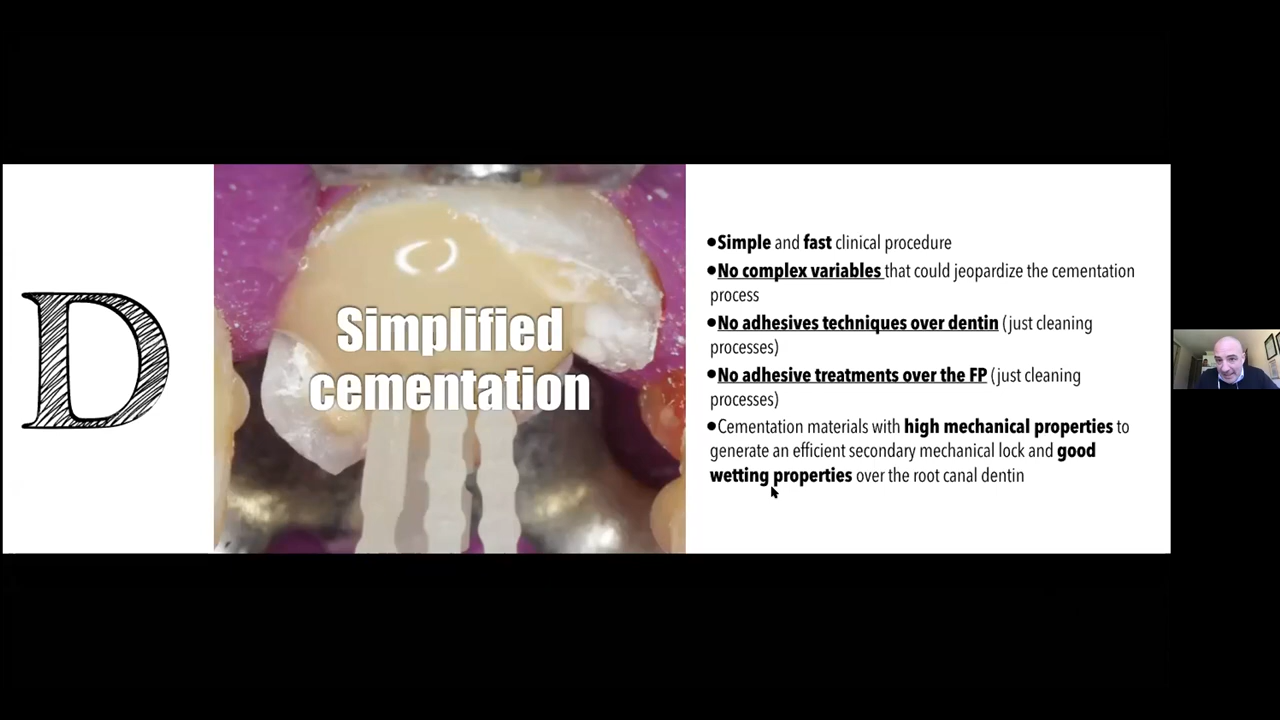 D
Simplified
cementation
●Simple and fast clinical procedure
●No complex variables that could jeopardize the cementation
process
●No adhesives techniques over dentin (just cleaning
processes)
●No adhesive treatments over the FP (just cleaning
processes)
●Cementation materials with high mechanical properties to
generate an efficient secondary mechanical lock and good
wetting properties over the root canal dentin